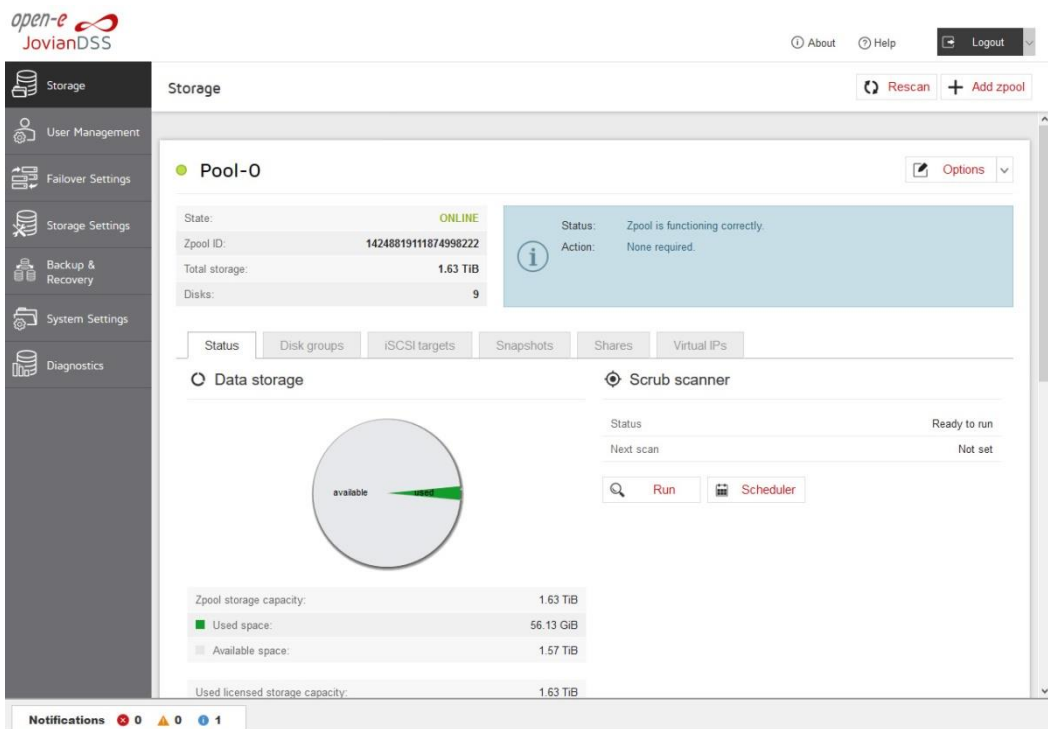 open-e
JovianDSS
About
Help
Logout
Storage
User Management
Failover Settings
Storage Settings
Backup &
Recovery
System Settings
Diagnostics
Storage
Rescan
Add zpool
Pool-0
Options
State: ONLINE
Zpool ID: 14248819111874998222
Total storage: 1.63 TiB
Disks: 9
Status: Zpool is functioning correctly.
Action: None required.
Status Disk groups iSCSI targets Snapshots Shares Virtual IPs
Data storage
available used
Zpool storage capacity: 1.63 TiB
Used space: 56.13 GiB
Available space: 1.57 TiB
Used licensed storage capacity: 1.63 TiB
Scrub scanner
Status Ready to run
Next scan Not set
Run Scheduler
Notifications 0 0 1